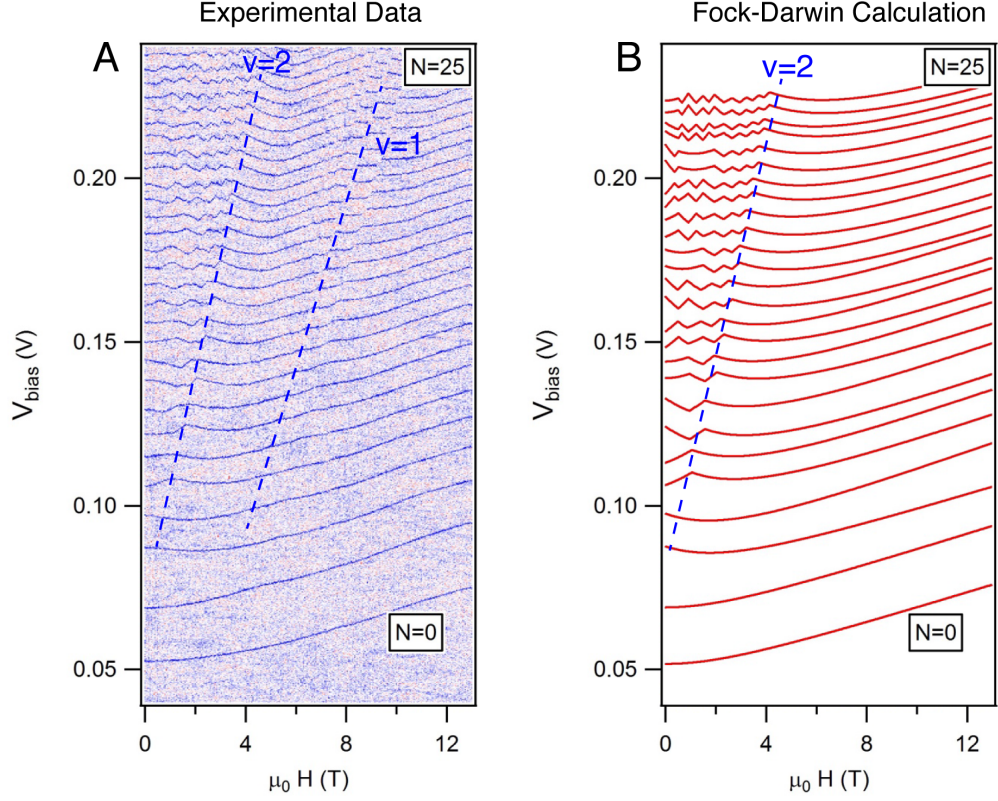 Experimental Data
Fock-Darwin Calculation
A
ν=2
N=25
ν=1
0.20
0.15
0.10
0.05
N=0
V_bias (V)
0
4
8
12
μ₀ H (T)
B
ν=2
N=25
0.20
0.15
0.10
0.05
N=0
V_bias (V)
0
4
8
12
μ₀ H (T)